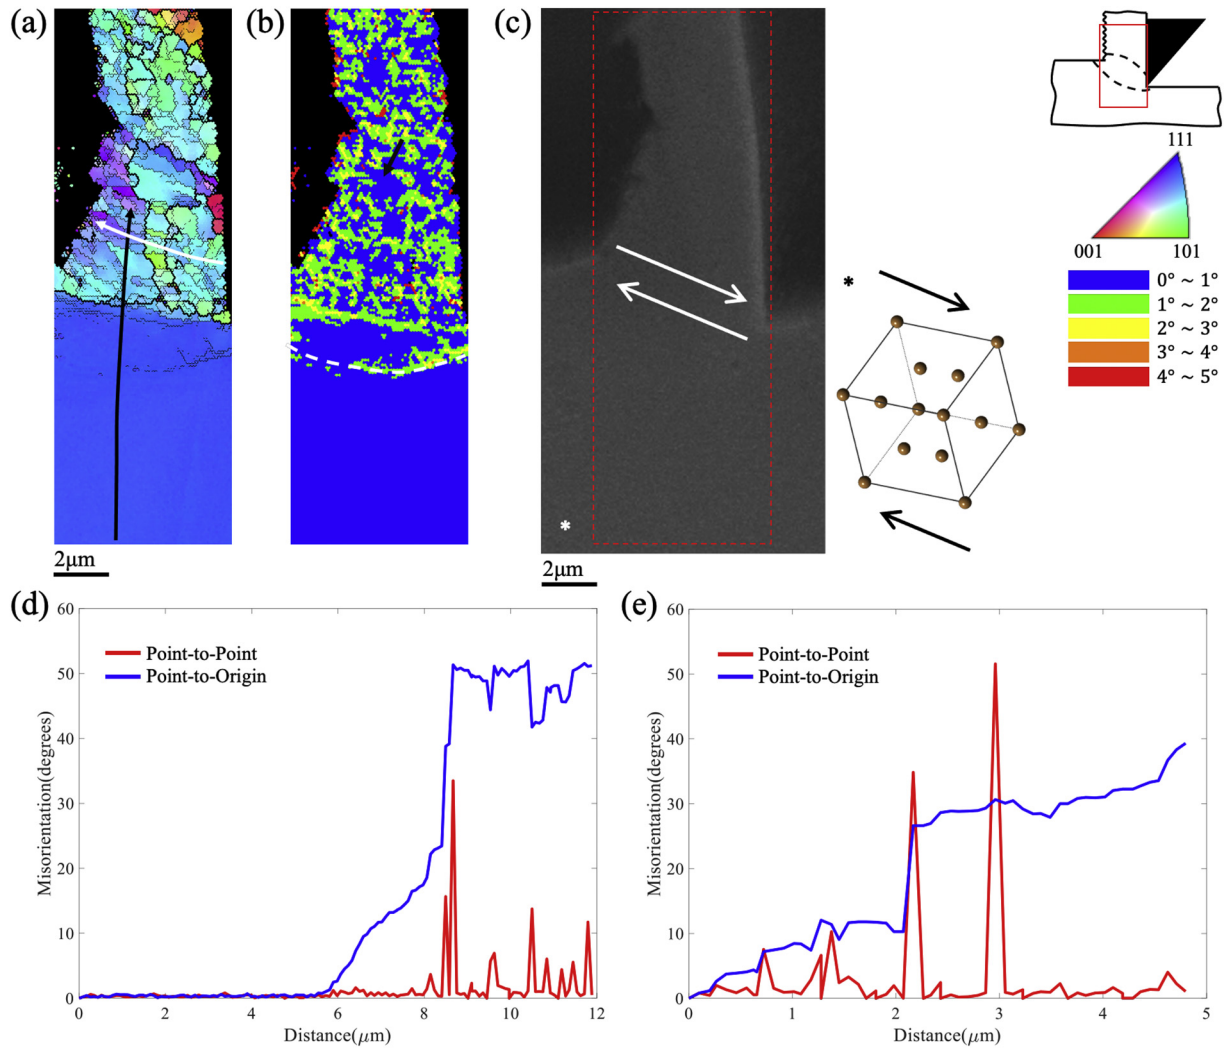 (a)
(b)
(c)
2μm
2μm
*
*
111
001
101
0° ~ 1°
1° ~ 2°
2° ~ 3°
3° ~ 4°
4° ~ 5°
(d)
60
50
40
30
20
10
0
Misorientation(degrees)
Point-to-Point
Point-to-Origin
0
2
4
6
8
10
12
Distance(μm)
(e)
60
50
40
30
20
10
0
Misorientation(degrees)
Point-to-Point
Point-to-Origin
0
1
2
3
4
5
Distance(μm)